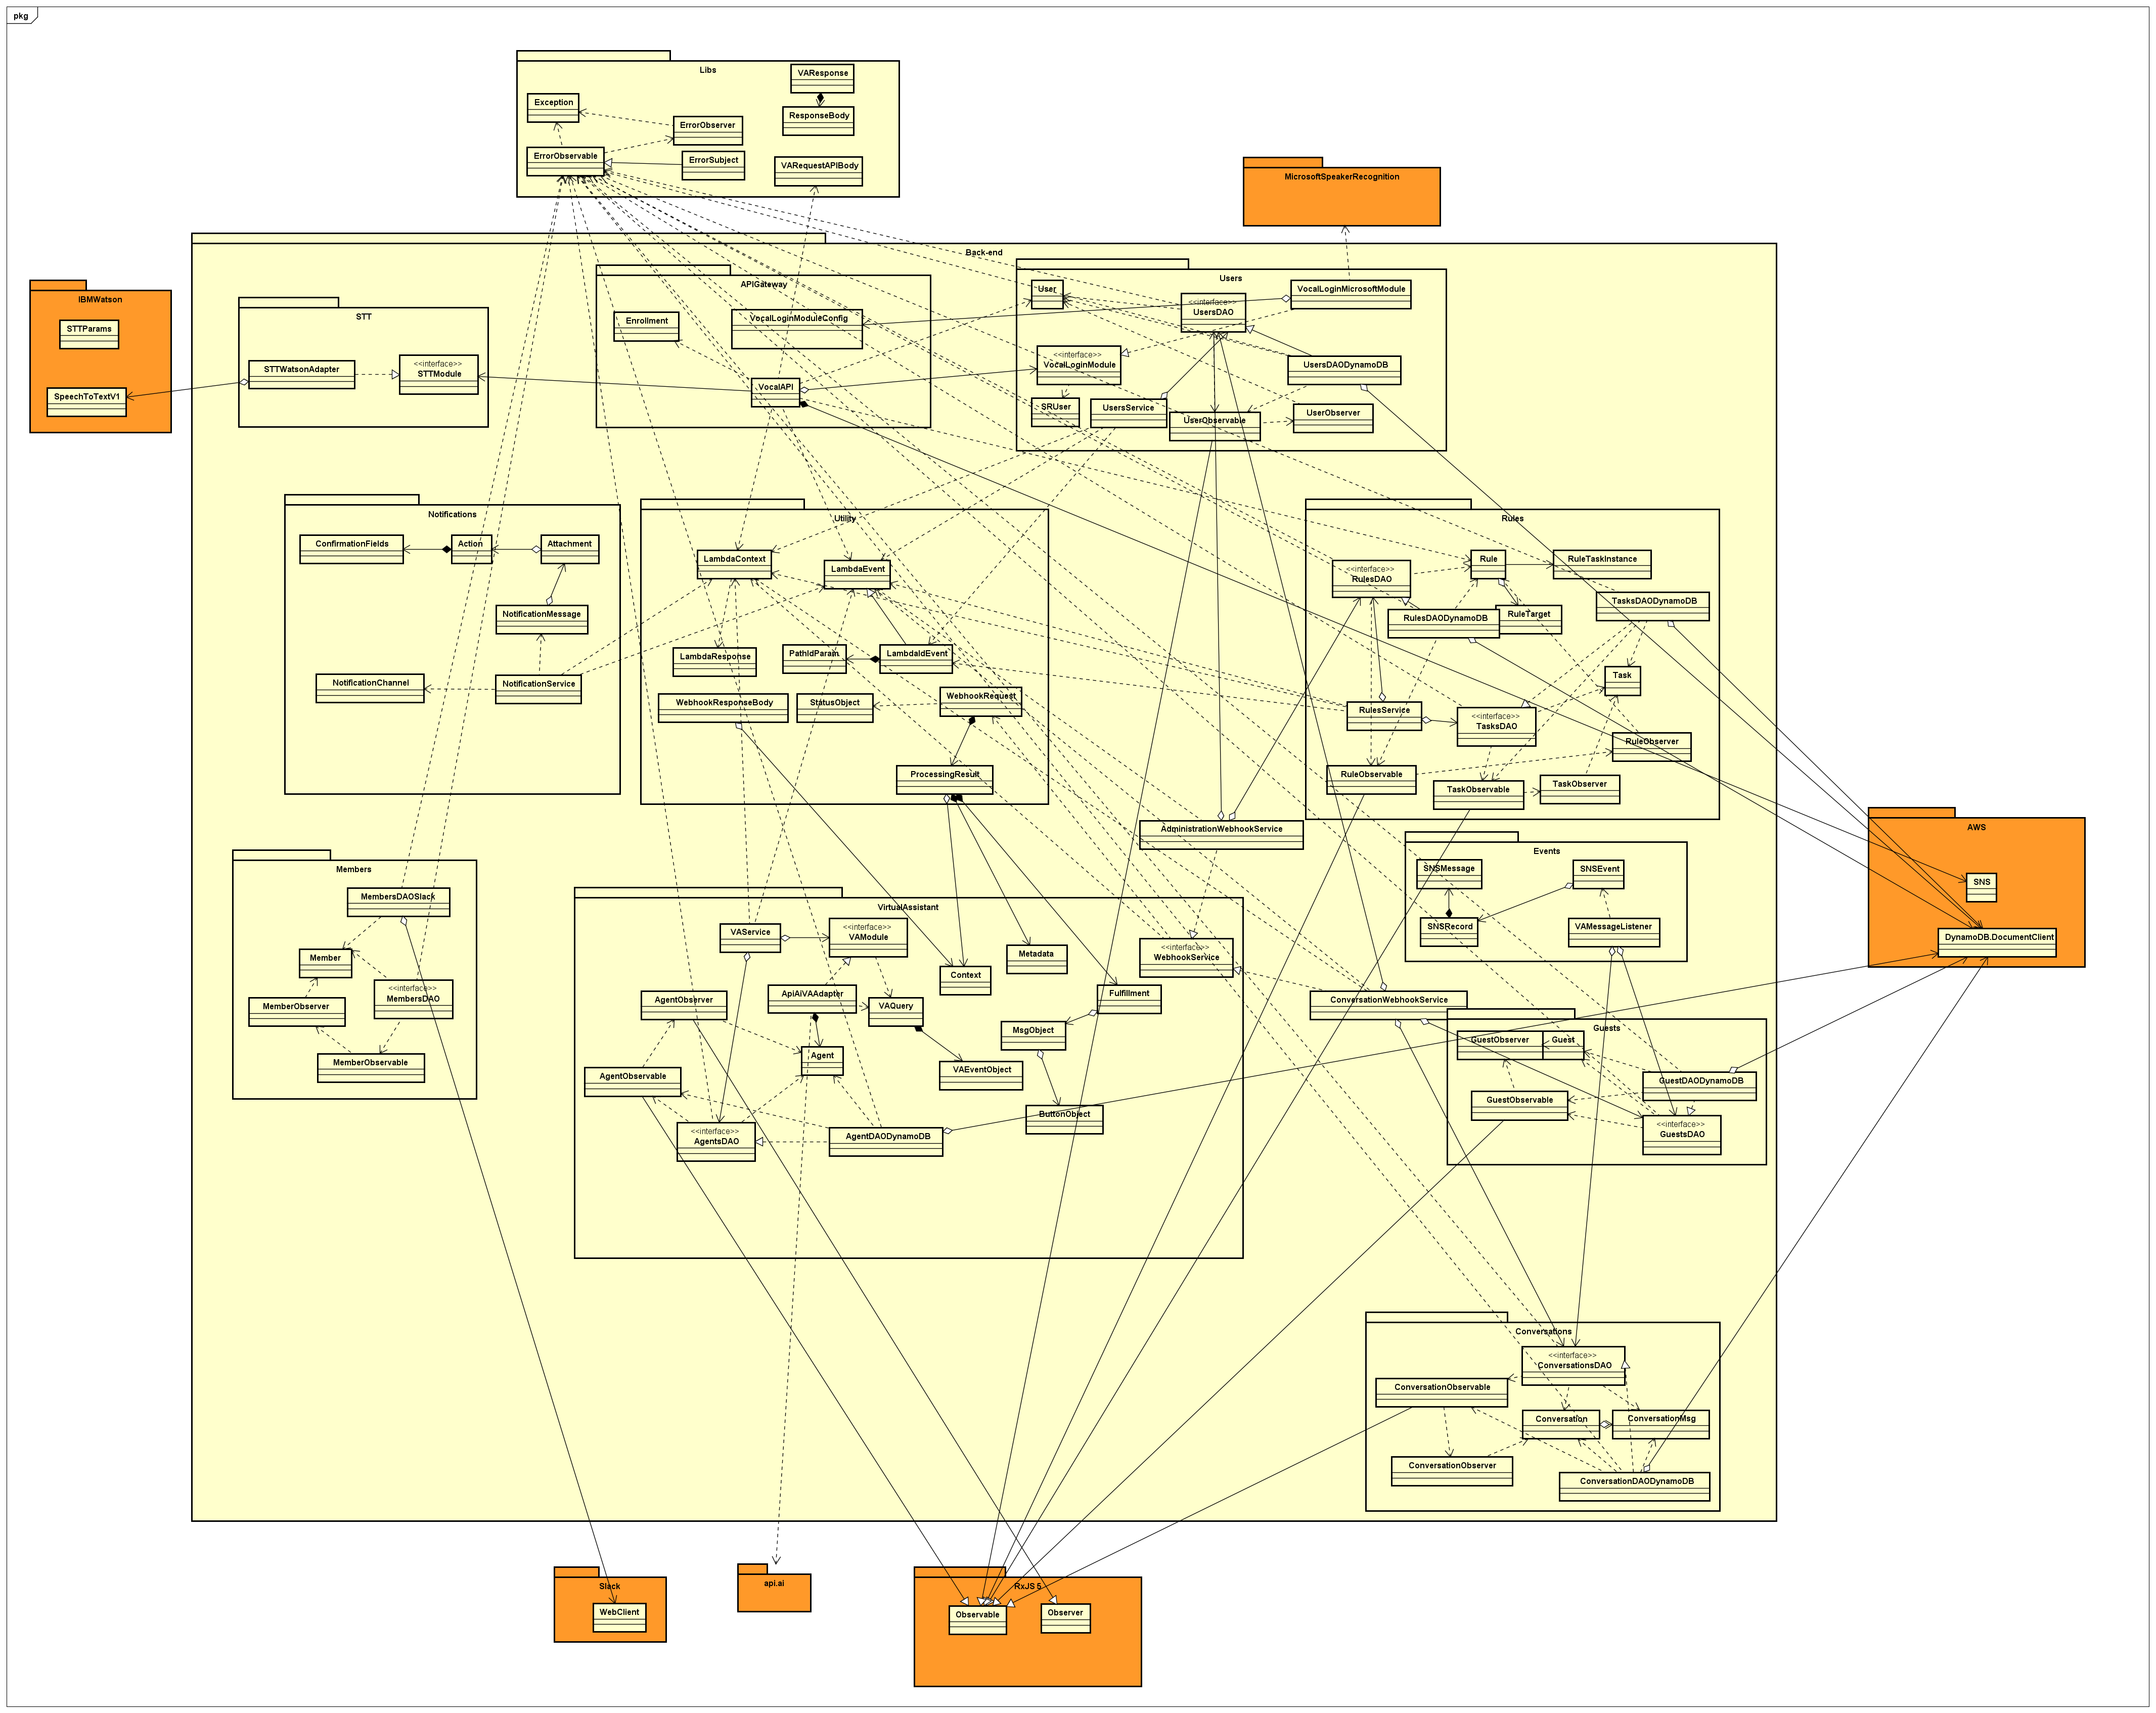 pkg
Libs
VAResponse
Exception
ResponseBody
ErrorObserver
ErrorObservable
ErrorSubject
VARequestAPIBody
MicrosoftSpeakerRecognition
Back-end
IBMWatson
STTParams
SpeechToTextV1
STT
STTWatsonAdapter
<<interface>>
STTModule
APIGateway
Enrollment
VocalLoginModuleConfig
VocalAPI
Users
User
<<interface>>
UsersDAO
VocalLoginMicrosoftModule
<<interface>>
VocalLoginModule
UsersDAODynamoDB
SRUser
UsersService
UserObservable
UserObserver
Notifications
ConfirmationFields
Action
Attachment
NotificationMessage
NotificationChannel
NotificationService
Utility
LambdaContext
LambdaEvent
LambdaResponse
PathIdParam
LambdaIdEvent
WebhookResponseBody
StatusObject
WebhookRequest
ProcessingResult
Rules
<<interface>>
RulesDAO
Rule
RuleTaskInstance
RulesDAODynamoDB
RuleTarget
TasksDAODynamoDB
Task
RulesService
<<interface>>
TasksDAO
RuleObserver
RuleObservable
TaskObservable
TaskObserver
AdministrationWebhookService
AWS
SNS
DynamoDB.DocumentClient
Events
SNSMessage
SNSEvent
SNSRecord
VAMessageListener
Members
MembersDAOSlack
Member
<<interface>>
MembersDAO
MemberObserver
MemberObservable
VirtualAssistant
VAService
<<interface>>
VAModule
Context
Metadata
<<interface>>
WebhookService
AgentObserver
ApiAiVAAdapter
VAQuery
Fulfillment
MsgObject
Agent
VAEventObject
AgentObservable
ButtonObject
<<interface>>
AgentsDAO
AgentDAODynamoDB
ConversationWebhookService
Guests
GuestObserver
Guest
GuestDAODynamoDB
GuestObservable
<<interface>>
GuestsDAO
Conversations
<<interface>>
ConversationsDAO
ConversationObservable
Conversation
ConversationMsg
ConversationObserver
ConversationDAODynamoDB
Slack
WebClient
api.ai
RxJS 5
Observable
Observer